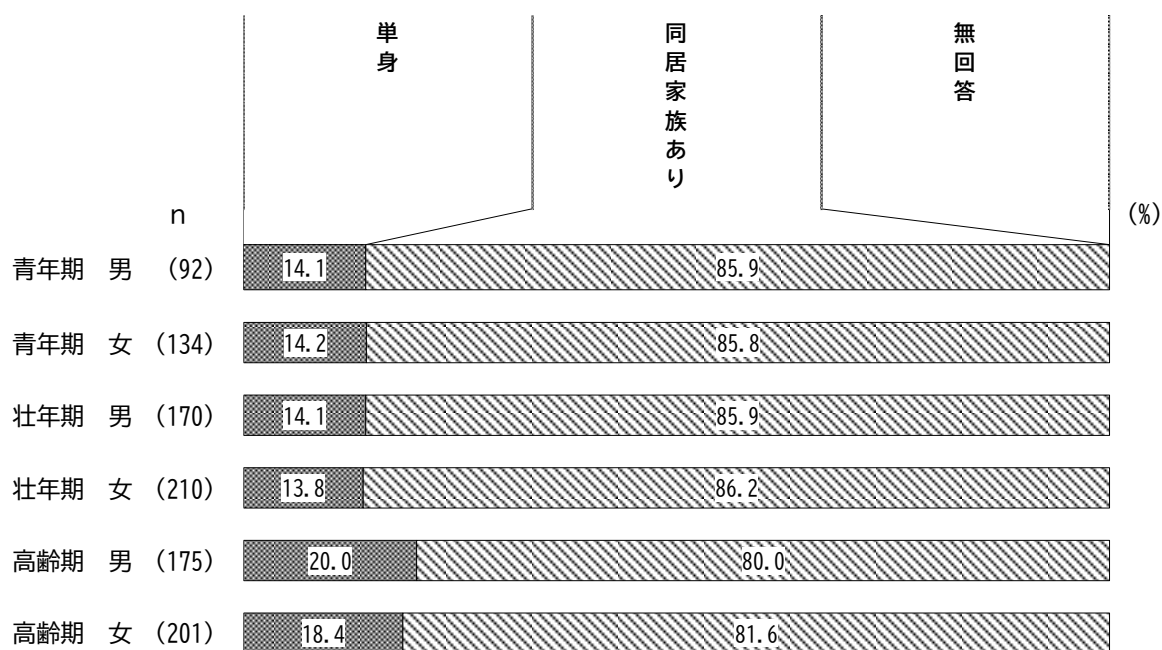 単身
同居家族あり
無回答
n
(%)
青年期 男 (92) 14.1 85.9
青年期 女 (134) 14.2 85.8
壮年期 男 (170) 14.1 85.9
壮年期 女 (210) 13.8 86.2
高齢期 男 (175) 20.0 80.0
高齢期 女 (201) 18.4 81.6